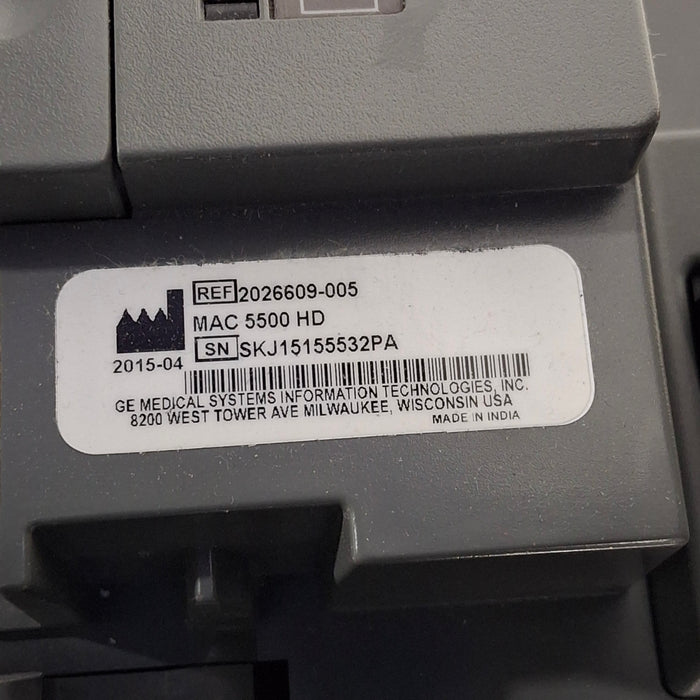 REF 2026609-005
MAC 5500 HD
SN SKJ15155532PA
2015-04
GE MEDICAL SYSTEMS INFORMATION TECHNOLOGIES, INC.
8200 WEST TOWER AVE MILWAUKEE, WISCONSIN USA
MADE IN INDIA